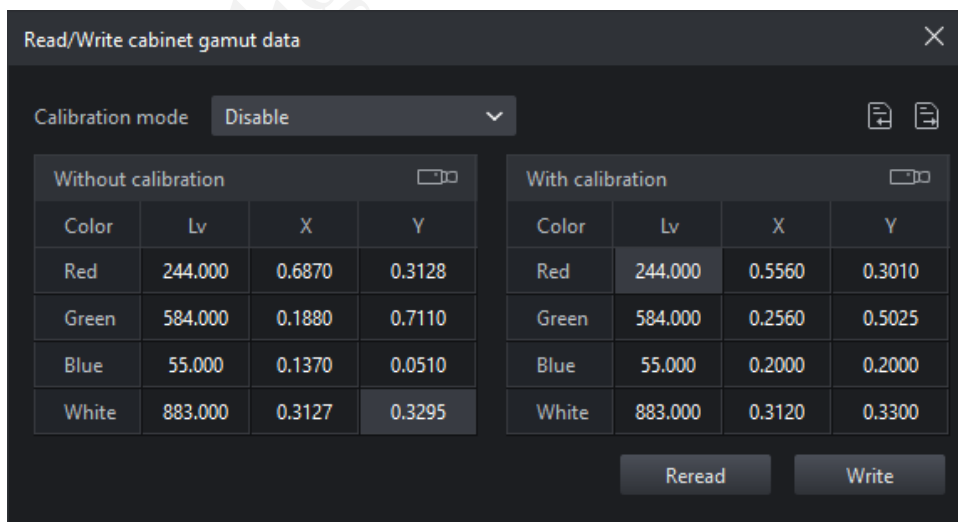 Read/Write cabinet gamut data
Calibration mode Disable
Without calibration
Color Lv X Y
Red 244.000 0.6870 0.3128
Green 584.000 0.1880 0.7110
Blue 55.000 0.1370 0.0510
White 883.000 0.3127 0.3295
With calibration
Color Lv X Y
Red 244.000 0.5560 0.3010
Green 584.000 0.2560 0.5025
Blue 55.000 0.2000 0.2000
White 883.000 0.3120 0.3300
Reread Write